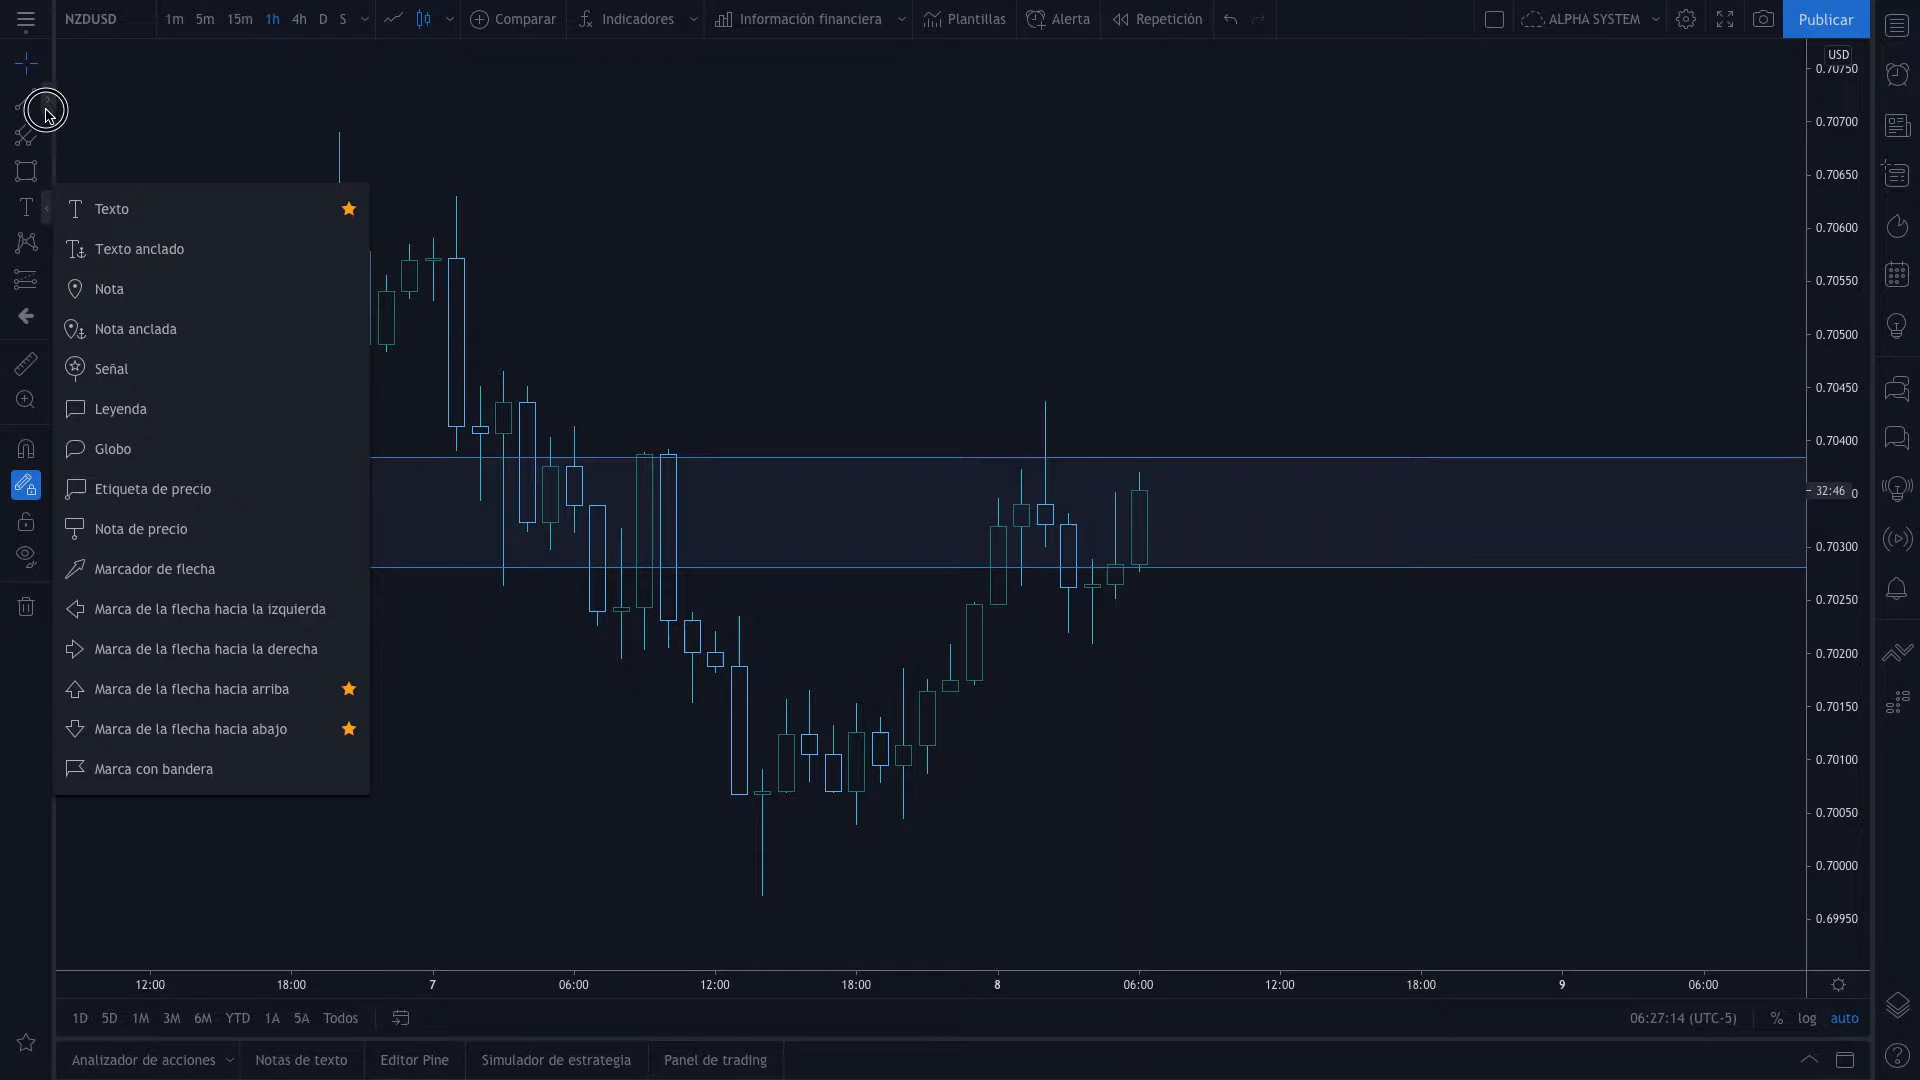 NZDUSD 1m 5m 15m 1h 4h D S Comparar Indicadores Información financiera Plantillas Alerta Repetición ALPHA SYSTEM Publicar
USD
0.70750
0.70700
0.70650
0.70600
0.70550
0.70500
0.70450
0.70400
32:46
0.70300
0.70250
0.70200
0.70150
0.70100
0.70050
0.70000
0.69950
Texto
Texto anclado
Nota
Nota anclada
Señal
Leyenda
Globo
Etiqueta de precio
Nota de precio
Marcador de flecha
Marca de la flecha hacia la izquierda
Marca de la flecha hacia la derecha
Marca de la flecha hacia arriba
Marca de la flecha hacia abajo
Marca con bandera
12:00 18:00 7 06:00 12:00 18:00 8 06:00 12:00 18:00 9 06:00
1D 5D 1M 3M 6M YTD 1A 5A Todos 06:27:14 (UTC-5) % log auto
Analizador de acciones Notas de texto Editor Pine Simulador de estrategia Panel de trading